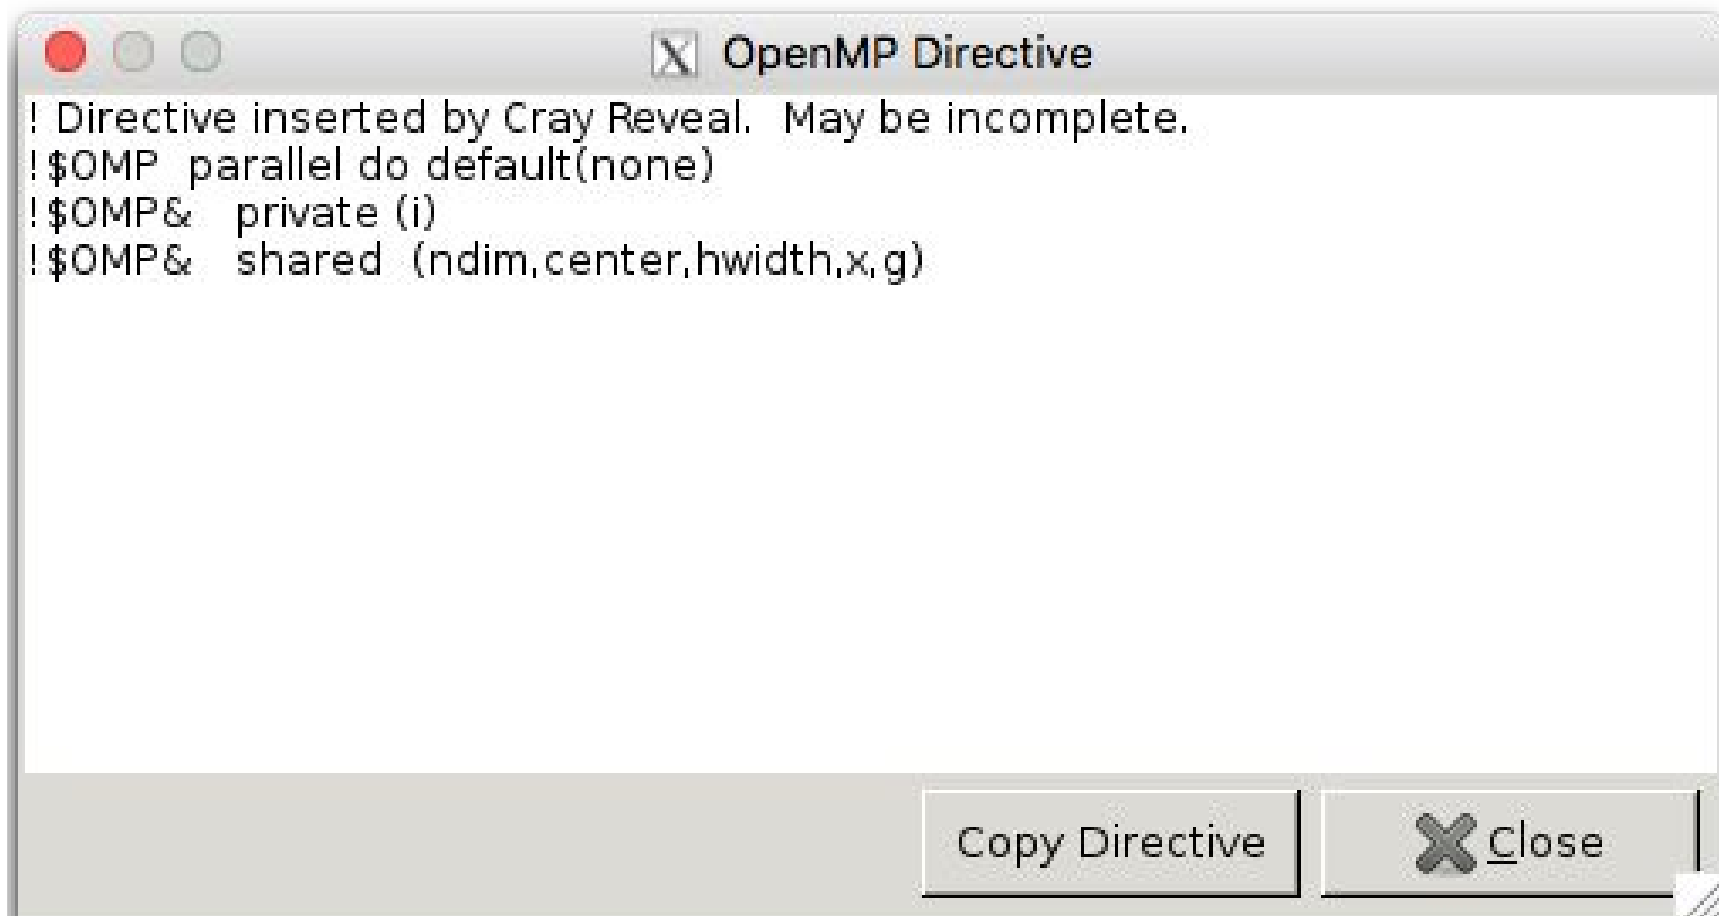 OpenMP Directive
! Directive inserted by Cray Reveal.  May be incomplete.
!$OMP  parallel do default(none)
!$OMP&   private (i)
!$OMP&   shared  (ndim,center,hwidth,x,g)
Copy Directive
Close